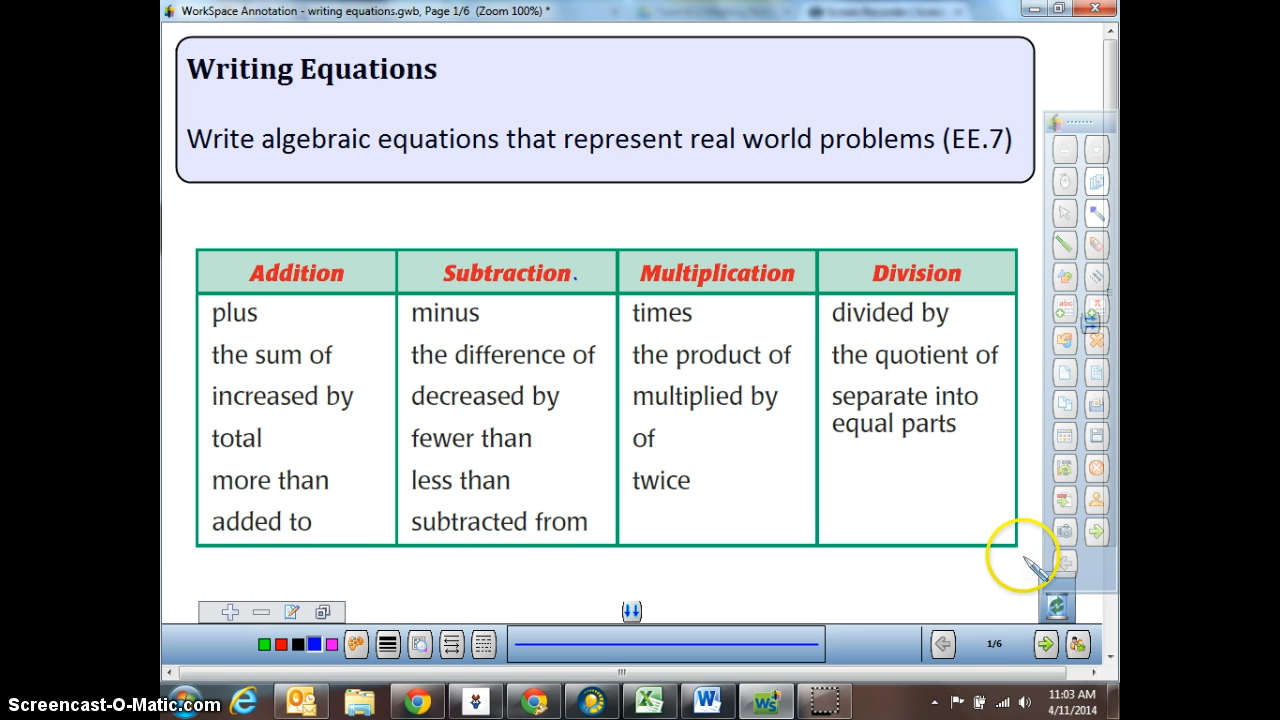 WorkSpace Annotation - writing equations.gwb, Page 1/6 (Zoom 100%) *
Writing Equations
Write algebraic equations that represent real world problems (EE.7)
Addition Subtraction Multiplication Division
plus minus times divided by
the sum of the difference of the product of the quotient of
increased by decreased by multiplied by separate into
equal parts
total fewer than of
more than less than twice
added to subtracted from
1/6
11:03 AM
4/11/2014
Screencast-O-Matic.com